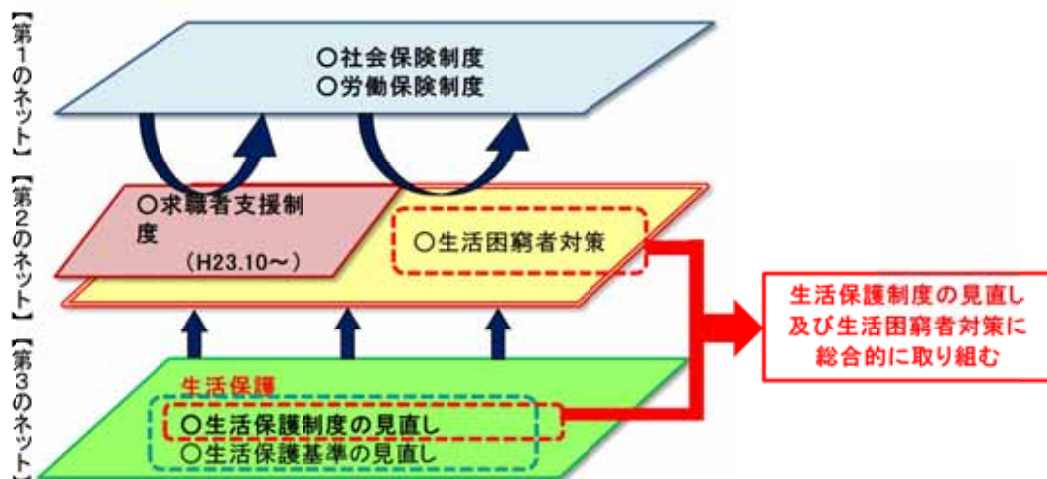 【第1のネット】
○社会保険制度
○労働保険制度
【第2のネット】
○求職者支援制
度
（H23.10～）
○生活困窮者対策
生活保護制度の見直し
及び生活困窮者対策に
総合的に取り組む
【第3のネット】
生活保護
○生活保護制度の見直し
○生活保護基準の見直し